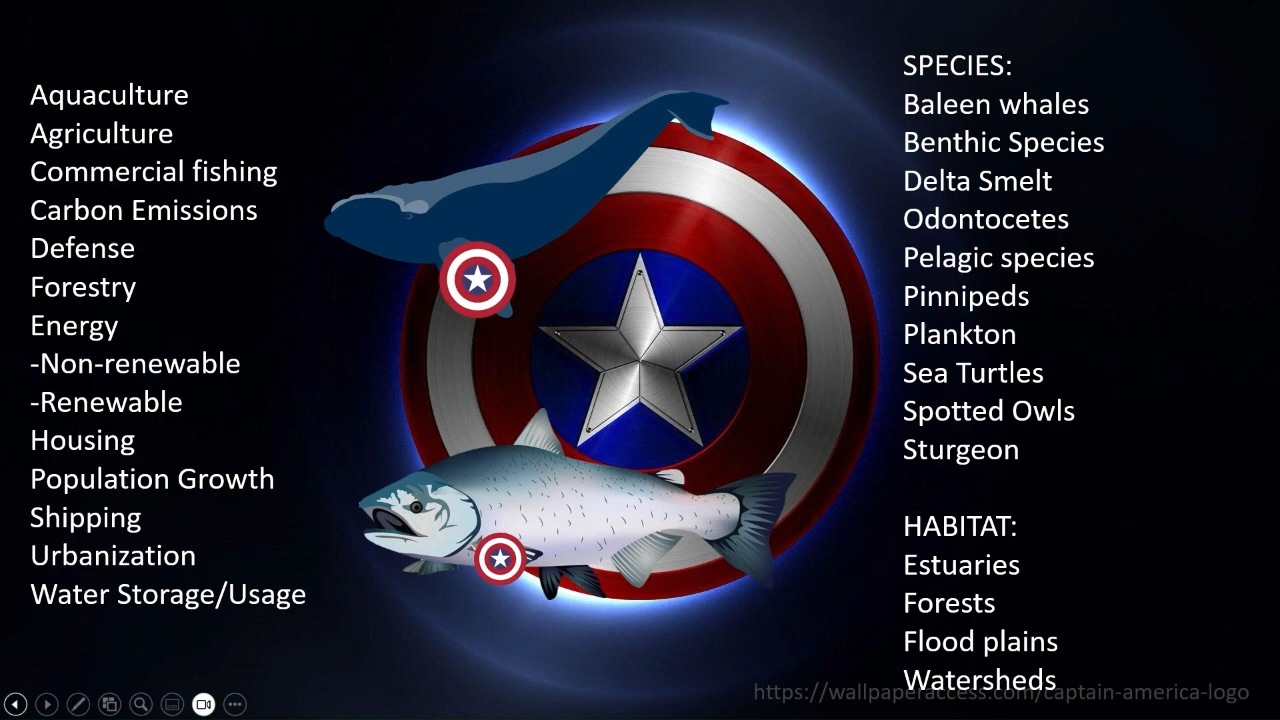 Aquaculture
Agriculture
Commercial fishing
Carbon Emissions
Defense
Forestry
Energy
-Non-renewable
-Renewable
Housing
Population Growth
Shipping
Urbanization
Water Storage/Usage
SPECIES:
Baleen whales
Benthic Species
Delta Smelt
Odontocetes
Pelagic species
Pinnipeds
Plankton
Sea Turtles
Spotted Owls
Sturgeon
HABITAT:
Estuaries
Forests
Flood plains
Watersheds
https://wallpaperaccess.com/captain-america-logo